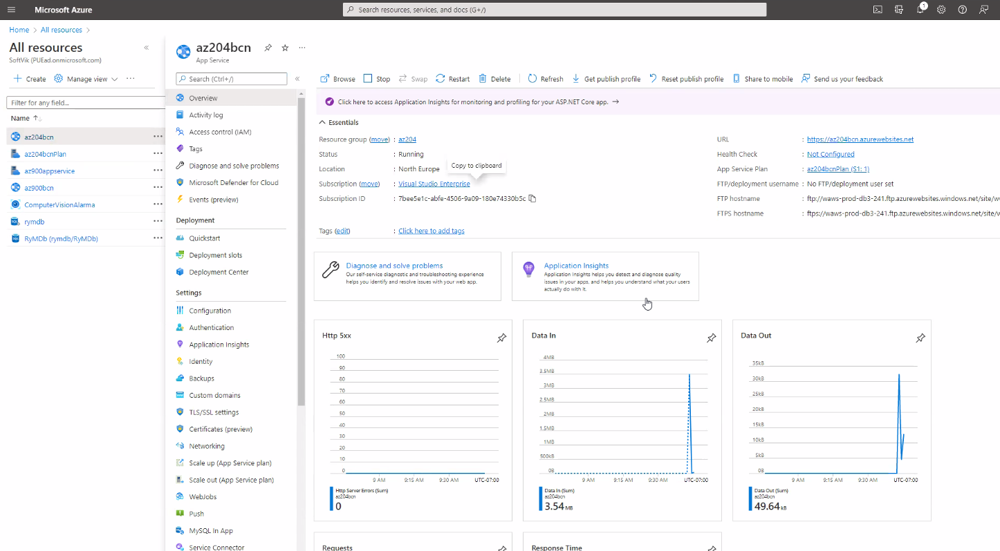 Microsoft Azure
Search resources, services, and docs (G+/)
1
Home > All resources >
All resources
SoftVik (PUEad.onmicrosoft.com)
Create Manage view
Filter for any field...
Name
az204bcn
az204bcnPlan
az900appservice
az900bcn
ComputerVisionAlarma
rymdb
RyMDb (rymdb/RyMDb)
az204bcn
App Service
Search (Ctrl+/)
Overview
Activity log
Access control (IAM)
Tags
Diagnose and solve problems
Microsoft Defender for Cloud
Events (preview)
Deployment
Quickstart
Deployment slots
Deployment Center
Settings
Configuration
Authentication
Application Insights
Identity
Backups
Custom domains
TLS/SSL settings
Certificates (preview)
Networking
Scale up (App Service plan)
Scale out (App Service plan)
WebJobs
Push
MySQL In App
Service Connector
Browse Stop Swap Restart Delete Refresh Get publish profile Reset publish profile Share to mobile Send us your feedback
Click here to access Application Insights for monitoring and profiling for your ASP.NET Core app. →
Essentials
Resource group (move) : az204
Status : Running
Location : North Europe
Copy to clipboard
Subscription (move) : Visual Studio Enterprise
Subscription ID : 7bee5e1c-abfe-4506-9a09-180e74330b5c
Tags (edit) : Click here to add tags
URL : https://az204bcn.azurewebsites.net
Health Check : Not Configured
App Service Plan : az204bcnPlan (S1: 1)
FTP/deployment username : No FTP/deployment user set
FTP hostname : ftp://waws-prod-db3-241.ftp.azurewebsites.windows.net/site/w
FTPS hostname : ftps://waws-prod-db3-241.ftp.azurewebsites.windows.net/site/
Diagnose and solve problems
Our self-service diagnostic and troubleshooting experience
helps you identify and resolve issues with your web app.
Application Insights
Application Insights helps you detect and diagnose quality
issues in your apps, and helps you understand what your users
actually do with it.
Http 5xx
100
90
80
70
60
50
40
30
20
10
0
9 AM 9:15 AM 9:30 AM UTC-07:00
Http Server Errors (Sum)
az204bcn
0
Data In
4MB
3.5MB
3MB
2.5MB
2MB
1.5MB
1MB
500kB
0B
9 AM 9:15 AM 9:30 AM UTC-07:00
Data In (Sum)
az204bcn
3.54 MB
Data Out
35kB
30kB
25kB
20kB
15kB
10kB
5kB
0B
9 AM 9:15 AM 9:30 AM UTC-07:00
Data Out (Sum)
az204bcn
49.64 kB
Requests
Response Time